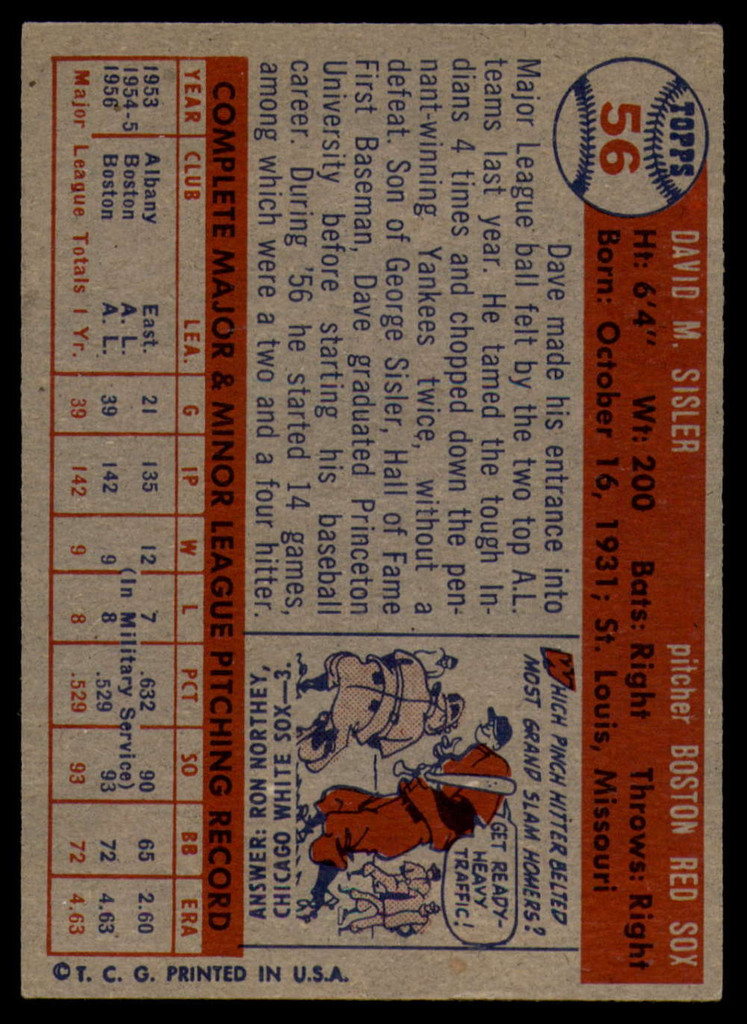 TOPPS
56
DAVID M. SISLER pitcher BOSTON RED SOX
Ht: 6'4" Wt: 200 Bats: Right Throws: Right
Born: October 16, 1931; St. Louis, Missouri
Dave made his entrance into
Major League ball felt by the two top A.L.
teams last year. He tamed the tough In-
dians 4 times and chopped down the pen-
nant-winning Yankees twice, without a
defeat. Son of George Sisler, Hall of Fame
First Baseman, Dave graduated Princeton
University before starting his baseball
career. During '56 he started 14 games,
among which were a two and a four hitter.
WHICH PINCH HITTER BELTED
MOST GRAND SLAM HOMERS?
GET READY-
HEAVY
TRAFFIC!
ANSWER: RON NORTHEY,
CHICAGO WHITE SOX—3.
COMPLETE MAJOR & MINOR LEAGUE PITCHING RECORD
YEAR CLUB LEA. G IP W L PCT SO BB ERA
1953 Albany East. 21 135 12 7 .632 90 65 2.60
1954-5 Boston A. L. (In Military Service)
1956 Boston A. L. 39 142 9 8 .529 93 72 4.63
Major League Totals 1 Yr. 39 142 9 8 .529 93 72 4.63
© T. C. G. PRINTED IN U.S.A.